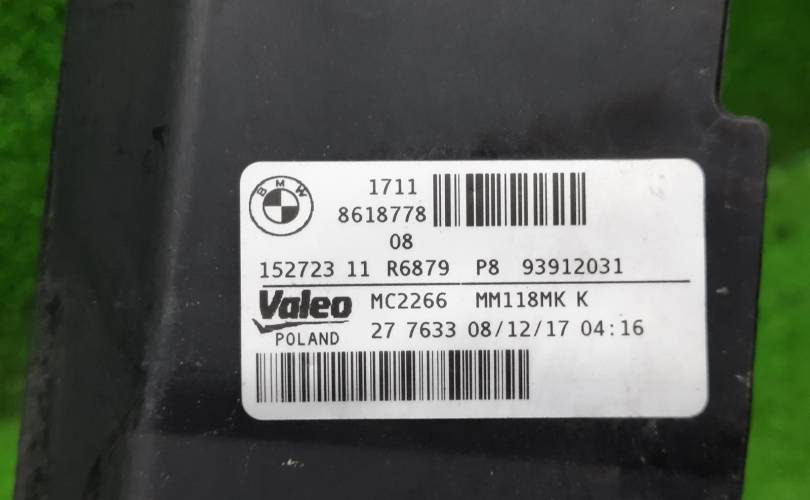 BMW
1711
8618778
08
152723 11 R6879 P8 93912031
Valeo MC2266 MM118MK K
POLAND 27 7633 08/12/17 04:16